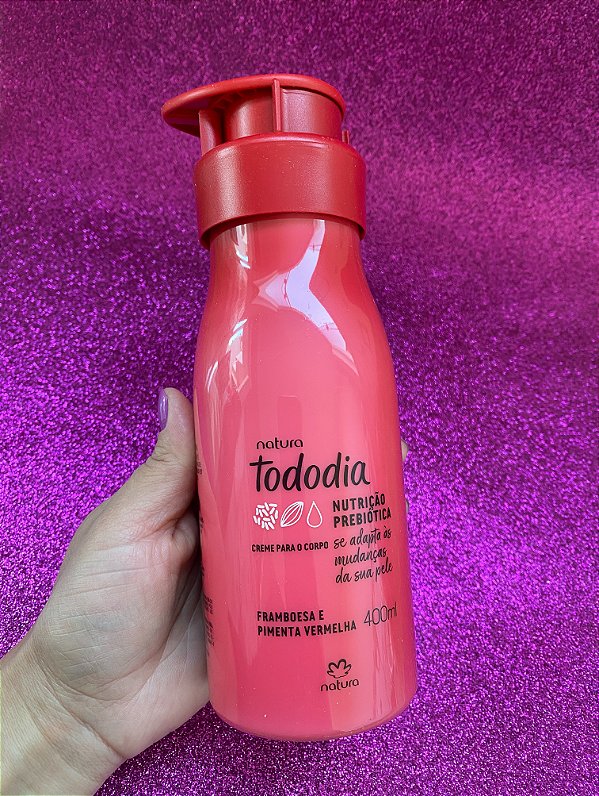 natura
tododia
NUTRIÇÃO
PREBIÓTICA
CREME PARA O CORPO
se adapta às
mudanças
da sua pele
FRAMBOESA E
PIMENTA VERMELHA
400ml
natura